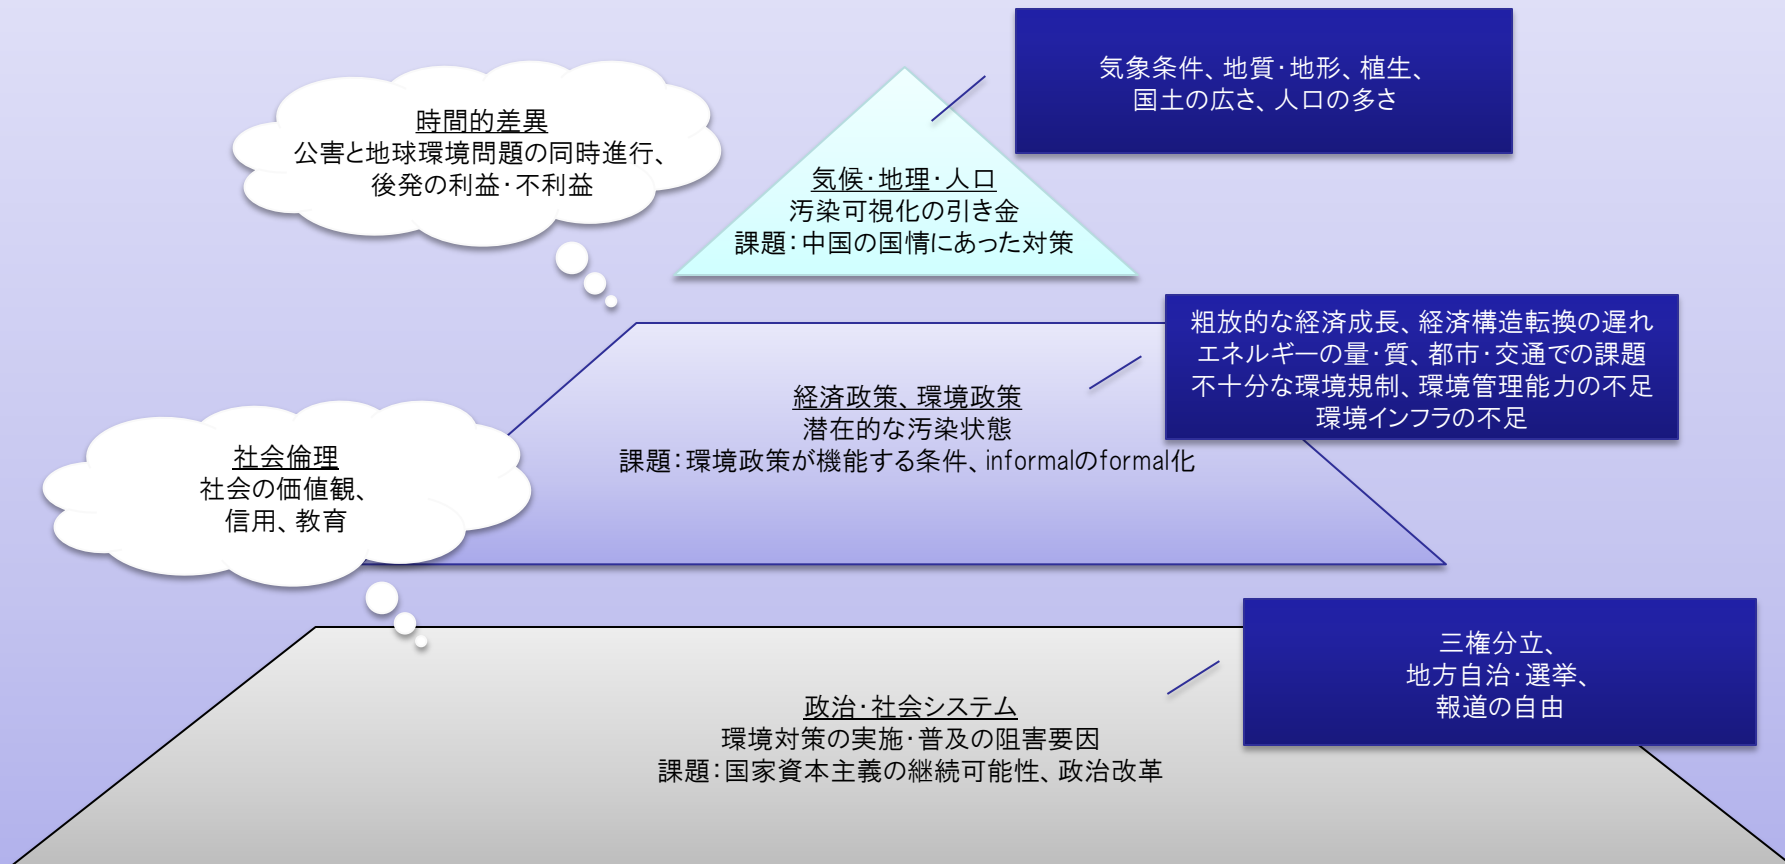 気象条件、地質・地形、植生、
国土の広さ、人口の多さ
時間的差異
公害と地球環境問題の同時進行、
後発の利益・不利益
気候・地理・人口
汚染可視化の引き金
課題：中国の国情にあった対策
粗放的な経済成長、経済構造転換の遅れ
エネルギーの量・質、都市・交通での課題
不十分な環境規制、環境管理能力の不足
環境インフラの不足
経済政策、環境政策
潜在的な汚染状態
課題：環境政策が機能する条件、informalのformal化
社会倫理
社会の価値観、
信用、教育
三権分立、
地方自治・選挙、
報道の自由
政治・社会システム
環境対策の実施・普及の阻害要因
課題：国家資本主義の継続可能性、政治改革